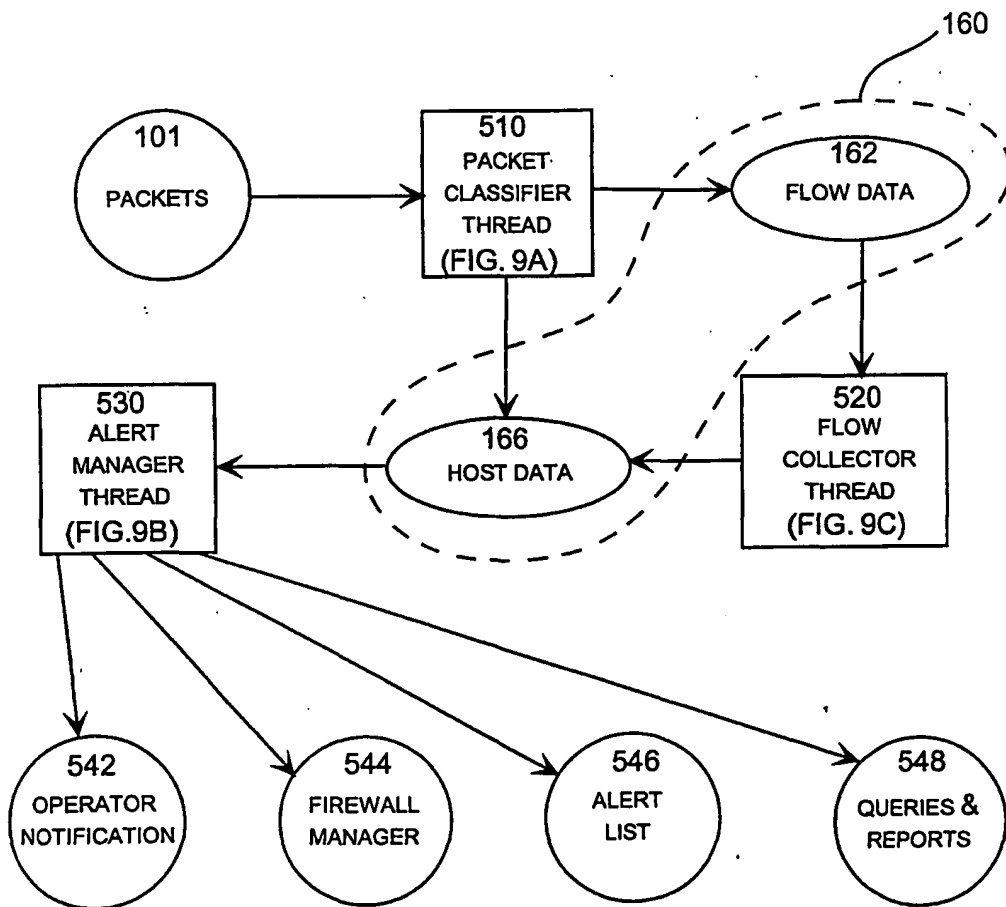 160
101
PACKETS
510
PACKET
CLASSIFIER
THREAD
(FIG. 9A)
162
FLOW DATA
530
ALERT
MANAGER
THREAD
(FIG.9B)
166
HOST DATA
520
FLOW
COLLECTOR
THREAD
(FIG. 9C)
542
OPERATOR
NOTIFICATION
544
FIREWALL
MANAGER
546
ALERT
LIST
548
QUERIES &
REPORTS